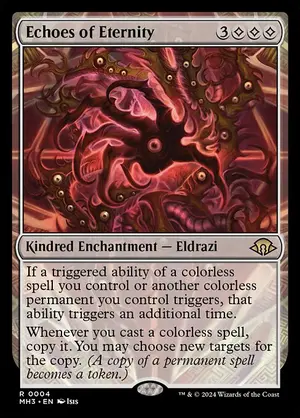 Echoes of Eternity 3
Kindred Enchantment — Eldrazi
If a triggered ability of a colorless
spell you control or another colorless
permanent you control triggers, that
ability triggers an additional time.
Whenever you cast a colorless spell,
copy it. You may choose new targets for
the copy. (A copy of a permanent spell
becomes a token.)
R 0004
MH3 • EN Isis
™ & © 2024 Wizards of the Coast